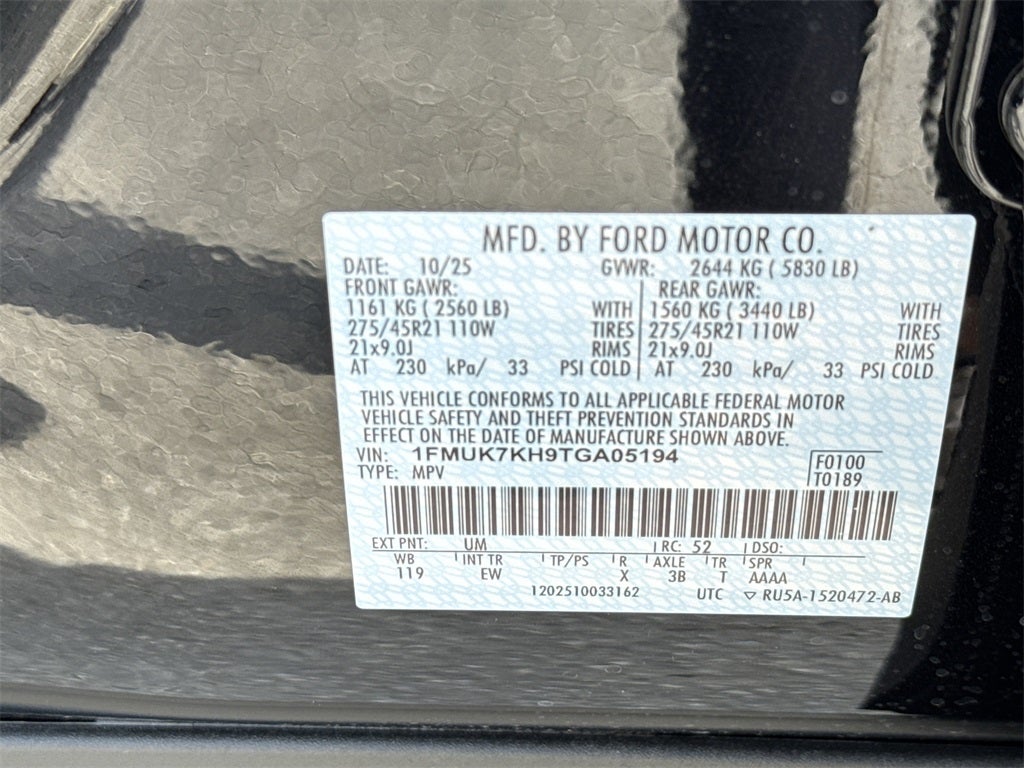 MFD. BY FORD MOTOR CO.
DATE: 10/25 GVWR: 2644 KG ( 5830 LB)
FRONT GAWR: REAR GAWR:
1161 KG ( 2560 LB) WITH 1560 KG ( 3440 LB) WITH
275/45R21 110W TIRES 275/45R21 110W TIRES
21x9.0J RIMS 21x9.0J RIMS
AT 230 kPa/ 33 PSI COLD AT 230 kPa/ 33 PSI COLD
THIS VEHICLE CONFORMS TO ALL APPLICABLE FEDERAL MOTOR
VEHICLE SAFETY AND THEFT PREVENTION STANDARDS IN
EFFECT ON THE DATE OF MANUFACTURE SHOWN ABOVE.
VIN: 1FMUK7KH9TGA05194 F0100
TYPE: MPV T0189
EXT PNT: UM RC: 52 DSO:
WB INT TR TP/PS R AXLE TR SPR
119 EW X 3B T AAAA
1202510033162 UTC ▽ RU5A-1520472-AB